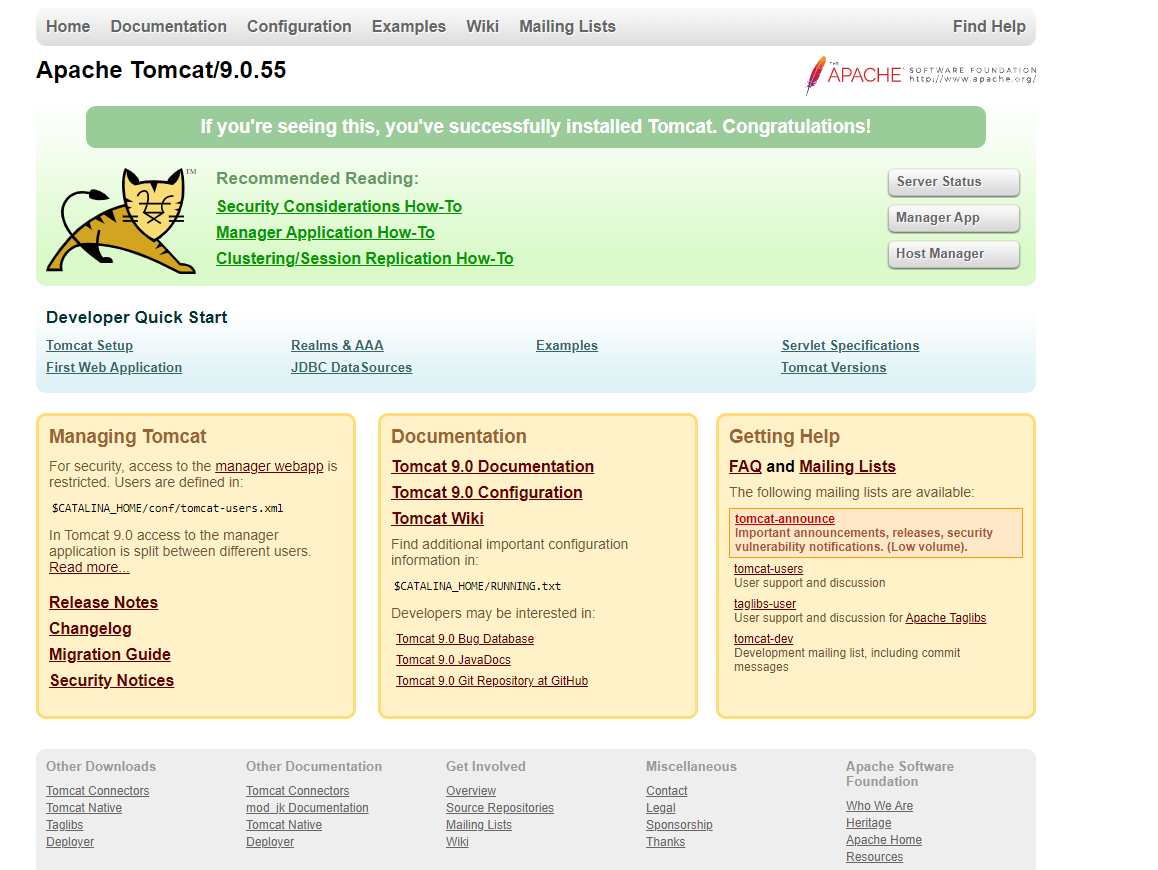 Home Documentation Configuration Examples Wiki Mailing Lists Find Help
Apache Tomcat/9.0.55
THE
APACHE™ SOFTWARE FOUNDATION
http://www.apache.org/
If you're seeing this, you've successfully installed Tomcat. Congratulations!
TM
Recommended Reading:
Security Considerations How-To
Manager Application How-To
Clustering/Session Replication How-To
Server Status
Manager App
Host Manager
Developer Quick Start
Tomcat Setup
First Web Application
Realms & AAA
JDBC DataSources
Examples
Servlet Specifications
Tomcat Versions
Managing Tomcat
For security, access to the manager webapp is
restricted. Users are defined in:
$CATALINA_HOME/conf/tomcat-users.xml
In Tomcat 9.0 access to the manager
application is split between different users.
Read more...
Release Notes
Changelog
Migration Guide
Security Notices
Documentation
Tomcat 9.0 Documentation
Tomcat 9.0 Configuration
Tomcat Wiki
Find additional important configuration
information in:
$CATALINA_HOME/RUNNING.txt
Developers may be interested in:
Tomcat 9.0 Bug Database
Tomcat 9.0 JavaDocs
Tomcat 9.0 Git Repository at GitHub
Getting Help
FAQ and Mailing Lists
The following mailing lists are available:
tomcat-announce
Important announcements, releases, security
vulnerability notifications. (Low volume).
tomcat-users
User support and discussion
taglibs-user
User support and discussion for Apache Taglibs
tomcat-dev
Development mailing list, including commit
messages
Other Downloads
Tomcat Connectors
Tomcat Native
Taglibs
Deployer
Other Documentation
Tomcat Connectors
mod_jk Documentation
Tomcat Native
Deployer
Get Involved
Overview
Source Repositories
Mailing Lists
Wiki
Miscellaneous
Contact
Legal
Sponsorship
Thanks
Apache Software
Foundation
Who We Are
Heritage
Apache Home
Resources